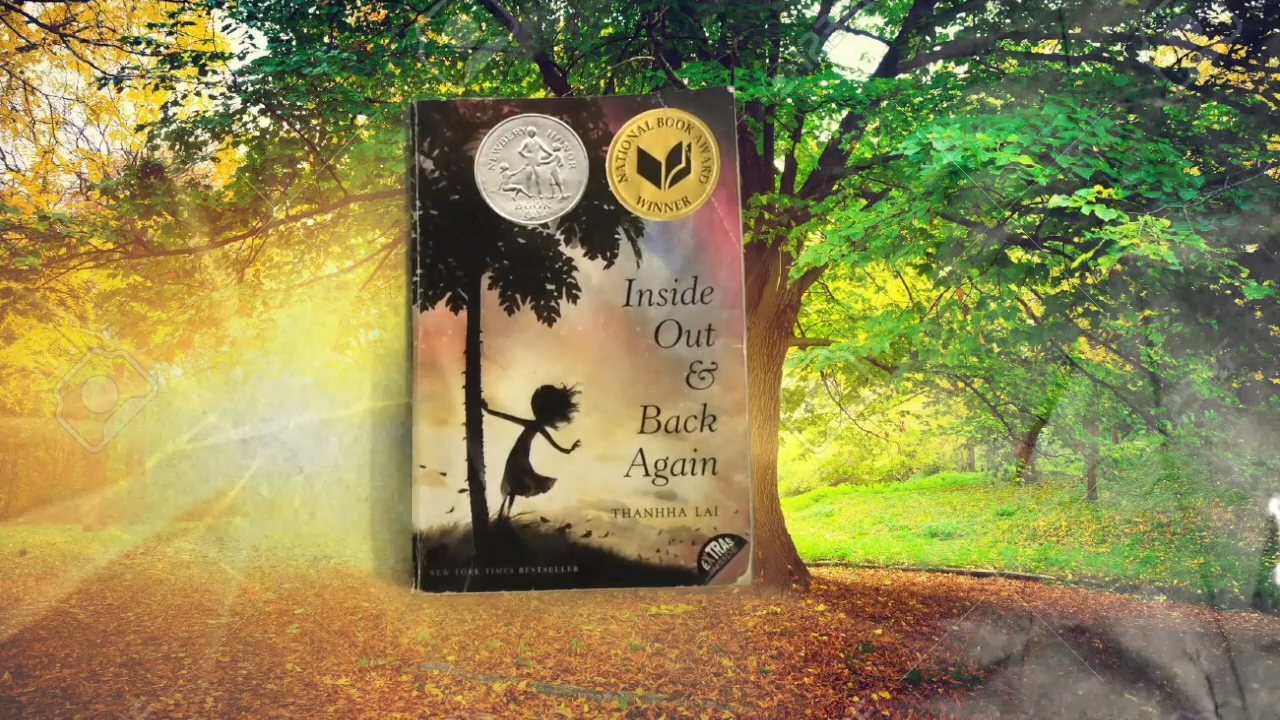 NEWBERY HONOR
BOOK
NATIONAL BOOK AWARD
WINNER
Inside
Out
&
Back
Again
THANHHA LAI
NEW YORK TIMES BESTSELLER
EXTRAS